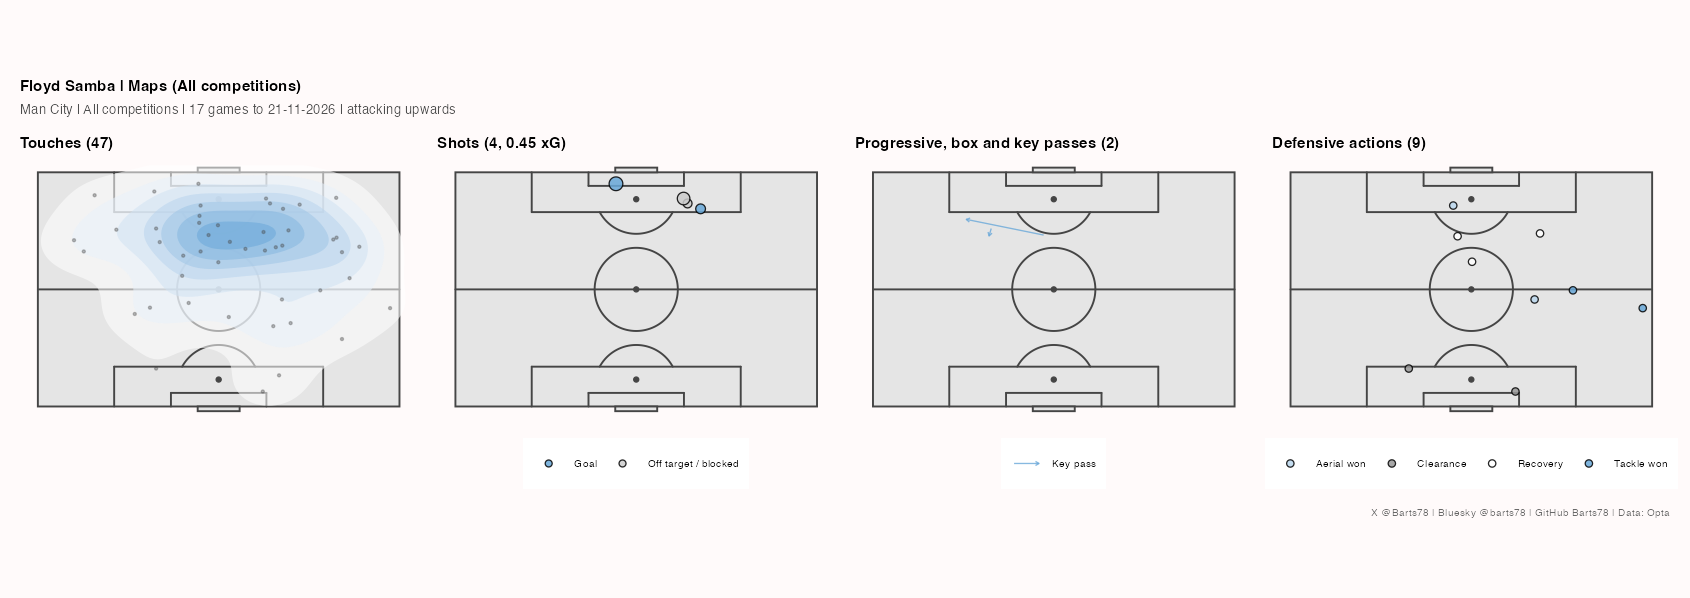 Floyd Samba | Maps (All competitions)
Man City | All competitions | 17 games to 21-11-2026 | attacking upwards
Touches (47)
Shots (4, 0.45 xG)
Progressive, box and key passes (2)
Defensive actions (9)
Goal
Off target / blocked
Key pass
Aerial won
Clearance
Recovery
Tackle won
X @Barts78 | Bluesky @barts78 | GitHub Barts78 | Data: Opta